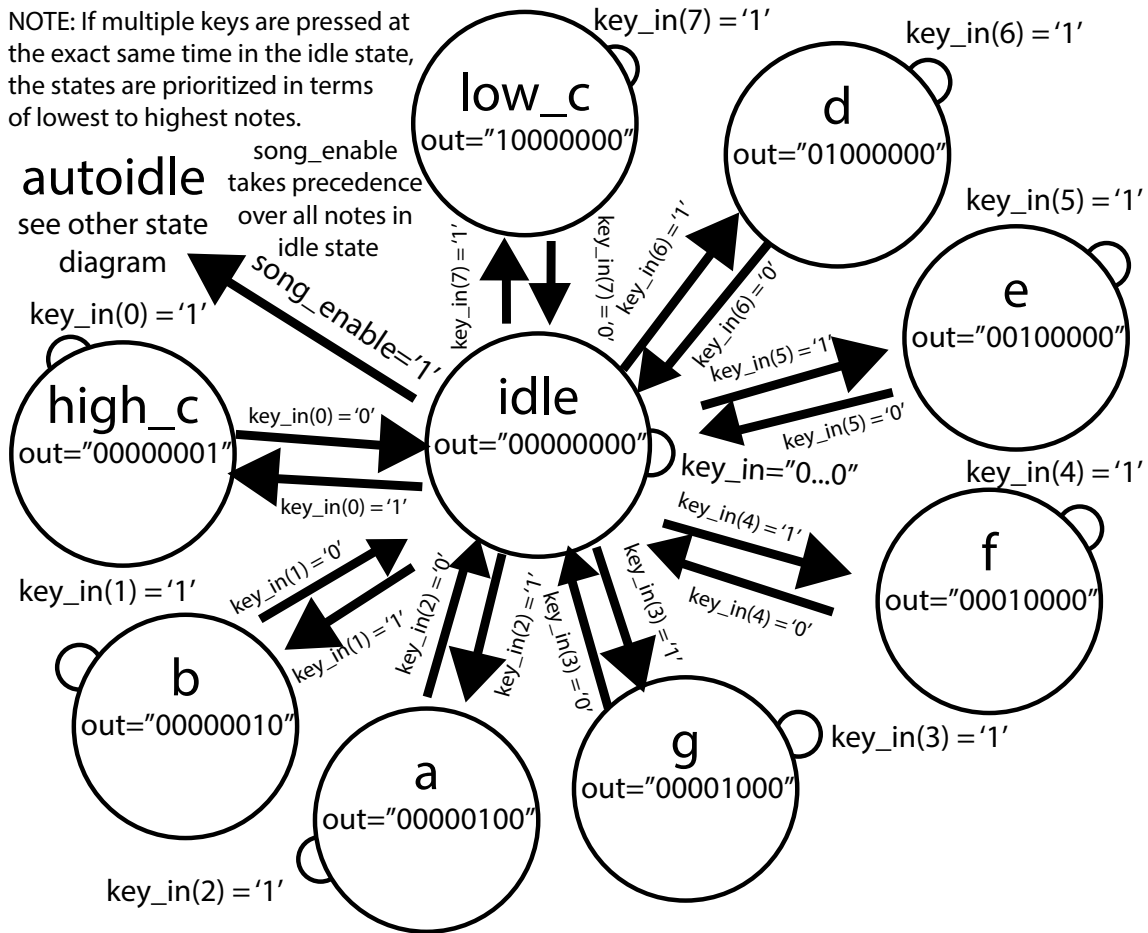 NOTE: If multiple keys are pressed at
the exact same time in the idle state,
the states are prioritized in terms
of lowest to highest notes.
autoidle
see other state
diagram
song_enable
takes precedence
over all notes in
idle state
song_enable='1'
key_in(7) = '1'
low_c
out="10000000"
key_in(7) = '1'
key_in(7) = '0'
key_in(6) = '1'
d
out="01000000"
key_in(6) = '1'
key_in(6) = '0'
key_in(5) = '1'
e
out="00100000"
key_in(5) = '1'
key_in(5) = '0'
idle
out="00000000"
key_in="0...0"
key_in(0) = '1'
high_c
out="00000001"
key_in(0) = '0'
key_in(0) = '1'
key_in(4) = '1'
f
out="00010000"
key_in(4) = '1'
key_in(4) = '0'
key_in(1) = '1'
b
out="00000010"
key_in(1) = '0'
key_in(1) = '1'
key_in(2) = '0'
key_in(2) = '1'
a
out="00000100"
key_in(2) = '1'
key_in(3) = '0'
key_in(3) = '1'
g
out="00001000"
key_in(3) = '1'